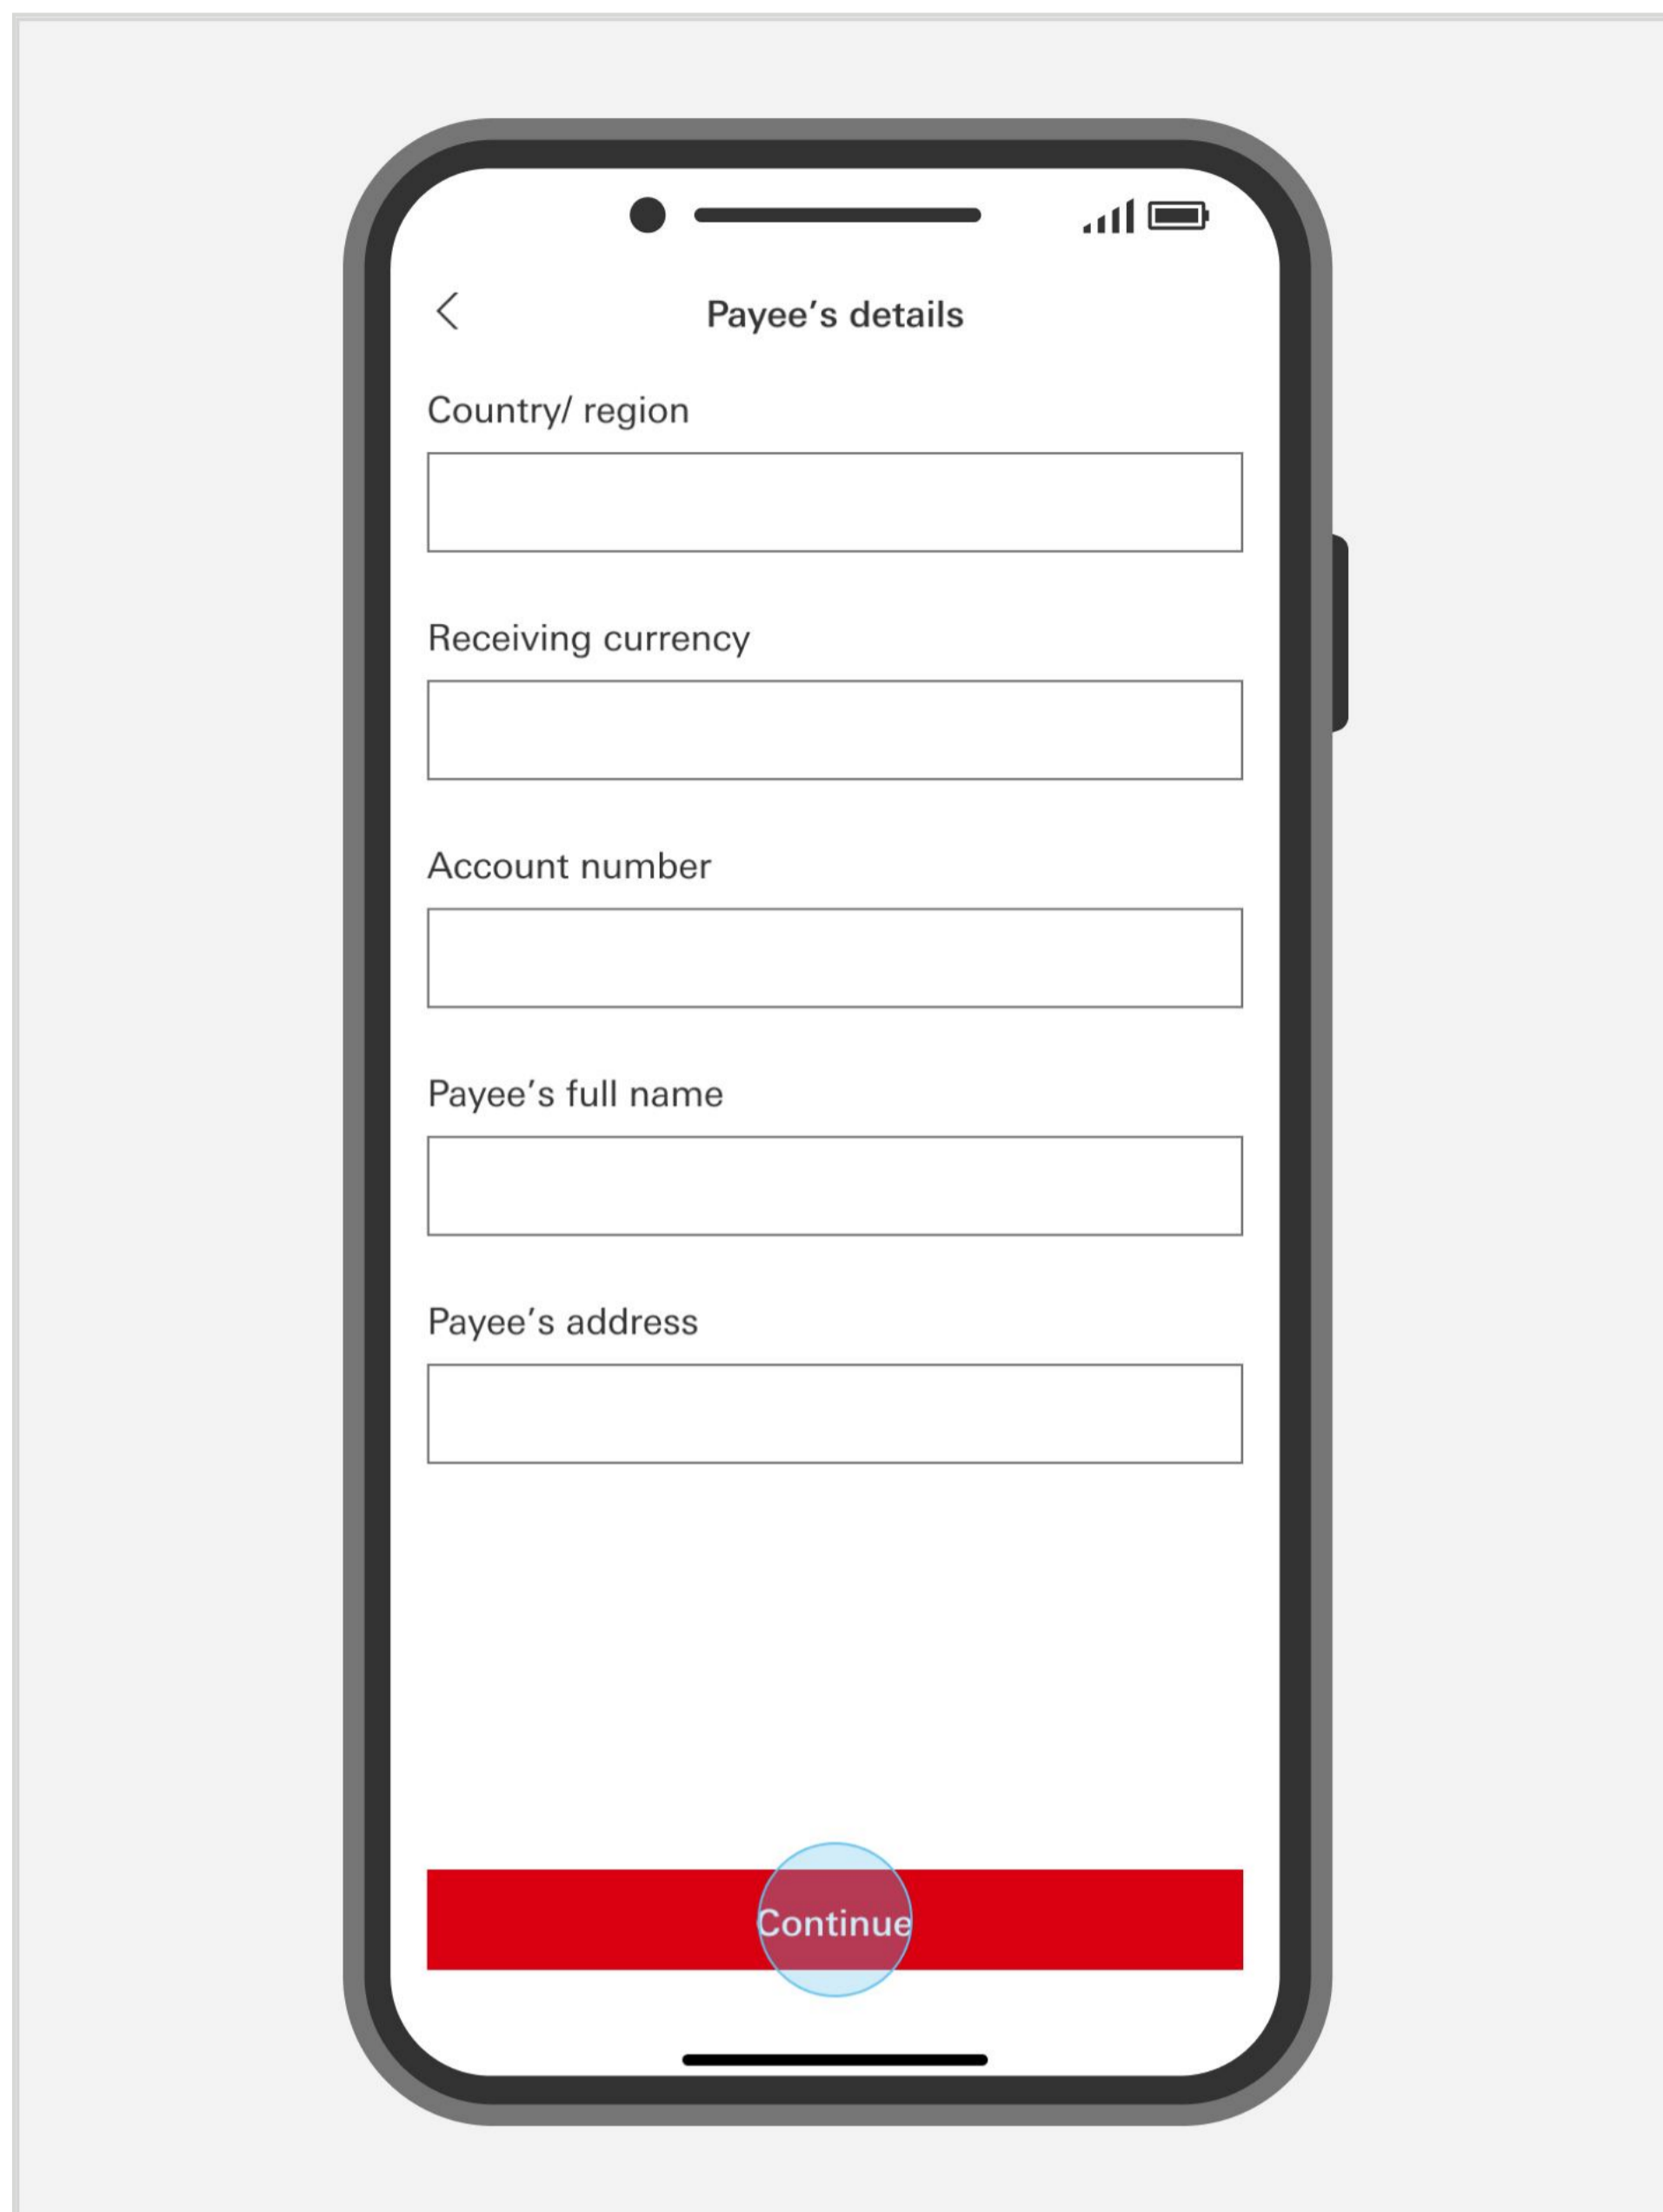 Payee’s details
Country/ region
Receiving currency
Account number
Payee’s full name
Payee’s address
Continue